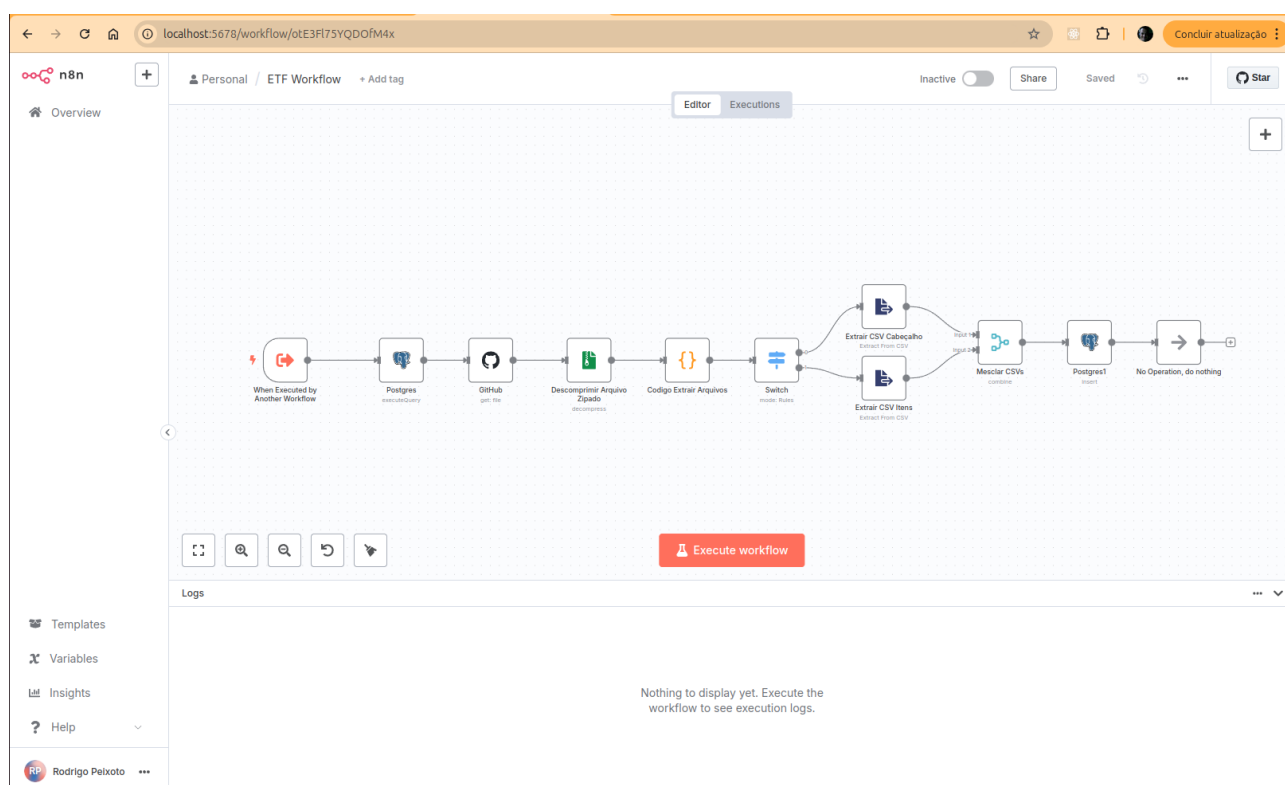 localhost:5678/workflow/otE3Fl75YQDOfM4x
Concluir atualização
n8n
Personal / ETF Workflow + Add tag
Inactive
Share
Saved
Star
Overview
Editor
Executions
When Executed by
Another Workflow
Postgres
executeQuery
GitHub
get: file
Descomprimir Arquivo
Zipado
decompress
Codigo Extrair Arquivos
Switch
mode: Rules
Extrair CSV Cabeçalho
Extract From CSV
Extrair CSV Itens
Extract From CSV
Input 1
Input 2
Mesclar CSVs
combine
Postgres1
insert
No Operation, do nothing
Execute workflow
Logs
Nothing to display yet. Execute the
workflow to see execution logs.
Templates
Variables
Insights
Help
RP
Rodrigo Peixoto